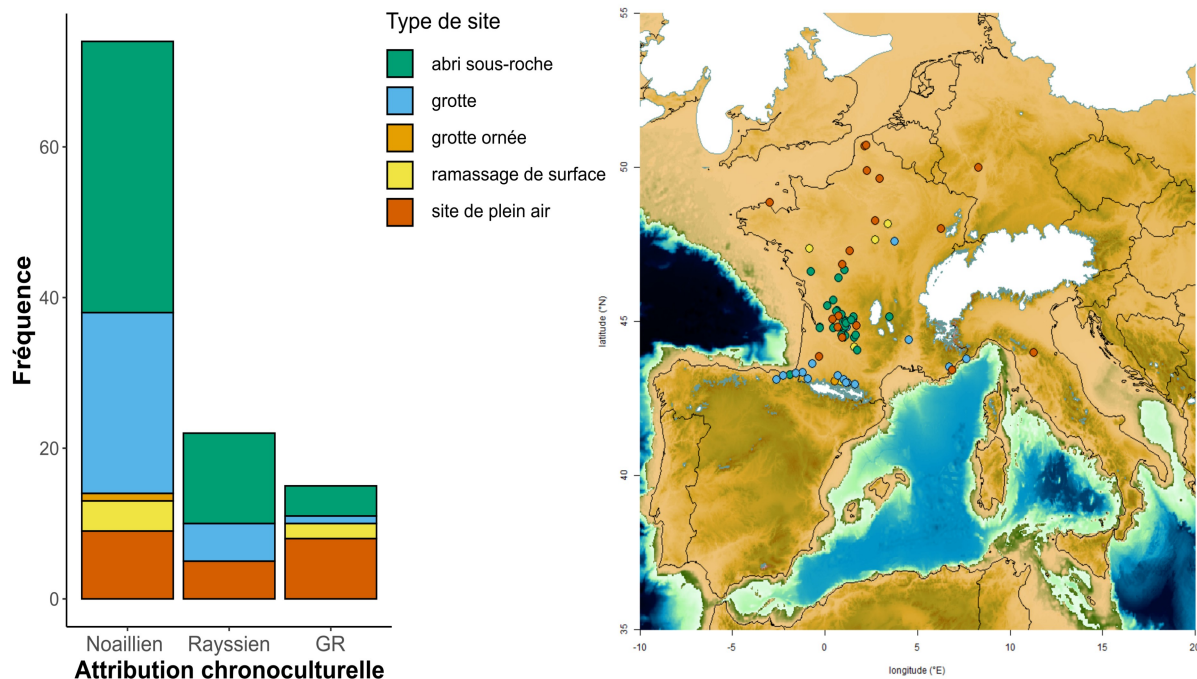 Type de site
abri sous-roche
grotte
grotte ornée
ramassage de surface
site de plein air
Fréquence
60
40
20
0
Noaillien
Rayssien
GR
Attribution chronoculturelle
latitude (°N)
55
50
45
40
35
-10
-5
0
5
10
15
20
longitude (°E)